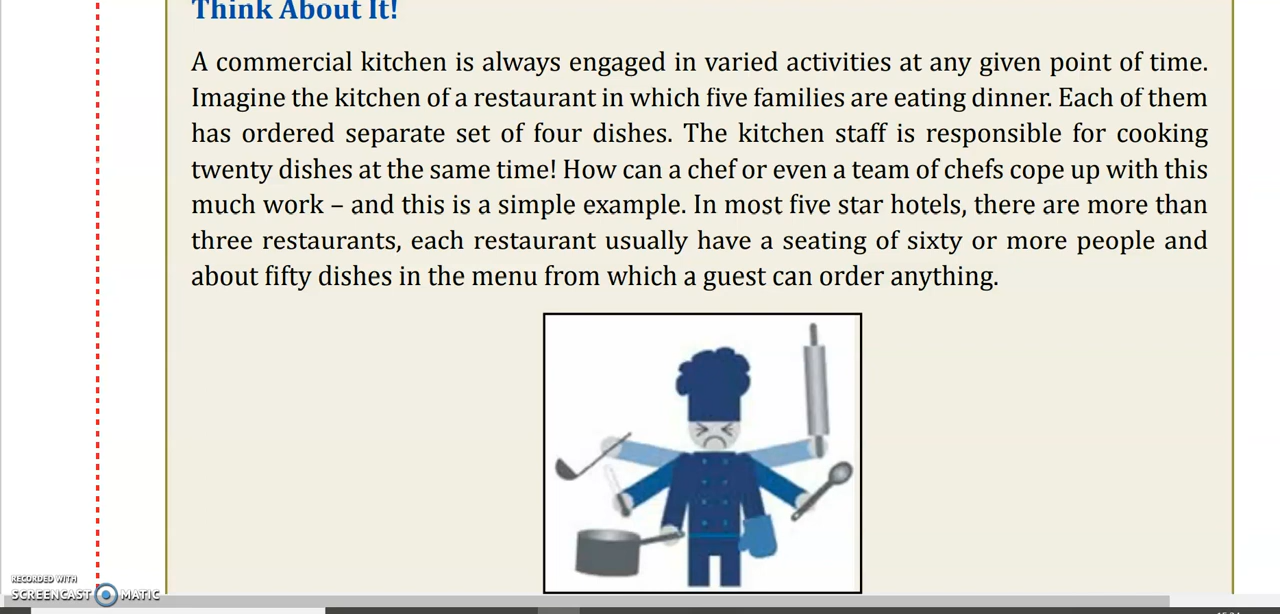 Think About It!
A commercial kitchen is always engaged in varied activities at any given point of time.
Imagine the kitchen of a restaurant in which five families are eating dinner. Each of them
has ordered separate set of four dishes. The kitchen staff is responsible for cooking
twenty dishes at the same time! How can a chef or even a team of chefs cope up with this
much work – and this is a simple example. In most five star hotels, there are more than
three restaurants, each restaurant usually have a seating of sixty or more people and
about fifty dishes in the menu from which a guest can order anything.
RECORDED WITH
SCREENCAST MATIC